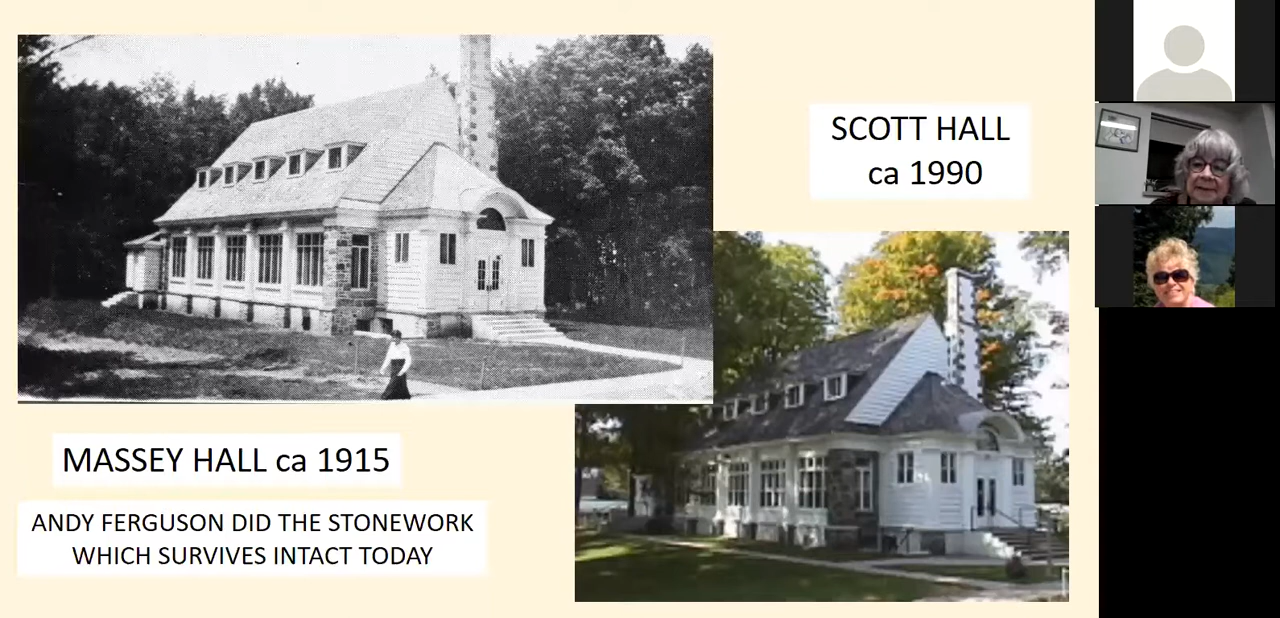 SCOTT HALL
ca 1990
MASSEY HALL ca 1915
ANDY FERGUSON DID THE STONEWORK
WHICH SURVIVES INTACT TODAY